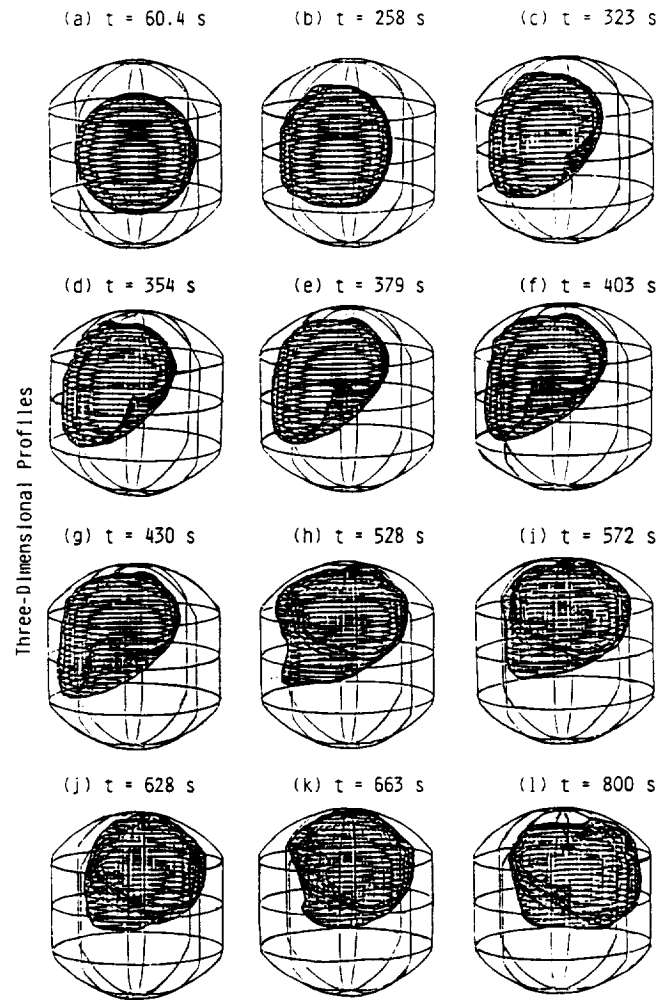 (a) t = 60.4 s
(b) t = 258 s
(c) t = 323 s
(d) t = 354 s
(e) t = 379 s
(f) t = 403 s
Three-Dimensional Profiles
(g) t = 430 s
(h) t = 528 s
(i) t = 572 s
(j) t = 628 s
(k) t = 663 s
(l) t = 800 s